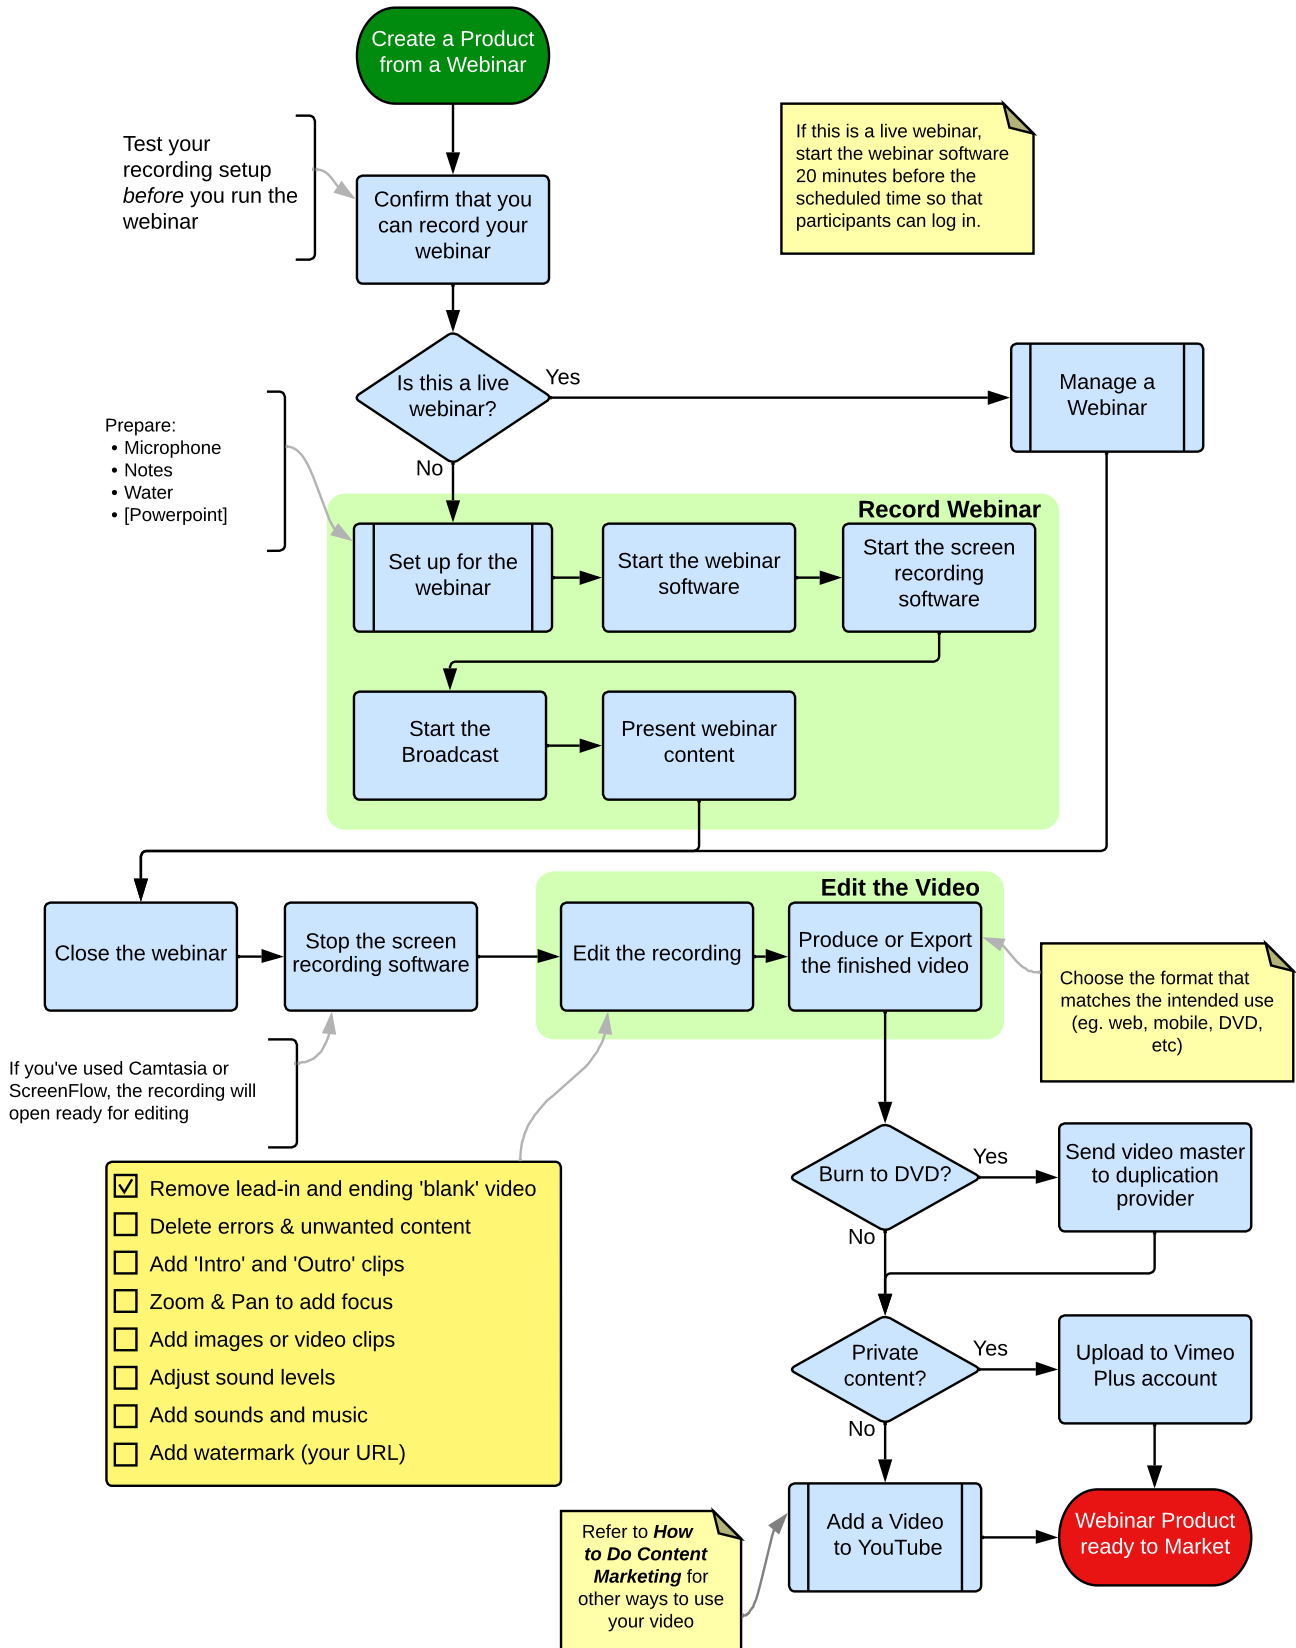 Create a Product
from a Webinar
Test your
recording setup
before you run the
webinar
If this is a live webinar,
start the webinar software
20 minutes before the
scheduled time so that
participants can log in.
Confirm that you
can record your
webinar
Is this a live
webinar?
Yes
No
Manage a
Webinar
Prepare:
• Microphone
• Notes
• Water
• [Powerpoint]
Record Webinar
Set up for the
webinar
Start the webinar
software
Start the screen
recording
software
Start the
Broadcast
Present webinar
content
Close the webinar
Stop the screen
recording software
Edit the Video
Edit the recording
Produce or Export
the finished video
Choose the format that
matches the intended use
(eg. web, mobile, DVD,
etc)
If you've used Camtasia or
ScreenFlow, the recording will
open ready for editing
Remove lead-in and ending 'blank' video
Delete errors & unwanted content
Add 'Intro' and 'Outro' clips
Zoom & Pan to add focus
Add images or video clips
Adjust sound levels
Add sounds and music
Add watermark (your URL)
Burn to DVD?
Yes
No
Send video master
to duplication
provider
Private
content?
Yes
No
Upload to Vimeo
Plus account
Refer to How
to Do Content
Marketing for
other ways to use
your video
Add a Video
to YouTube
Webinar Product
ready to Market